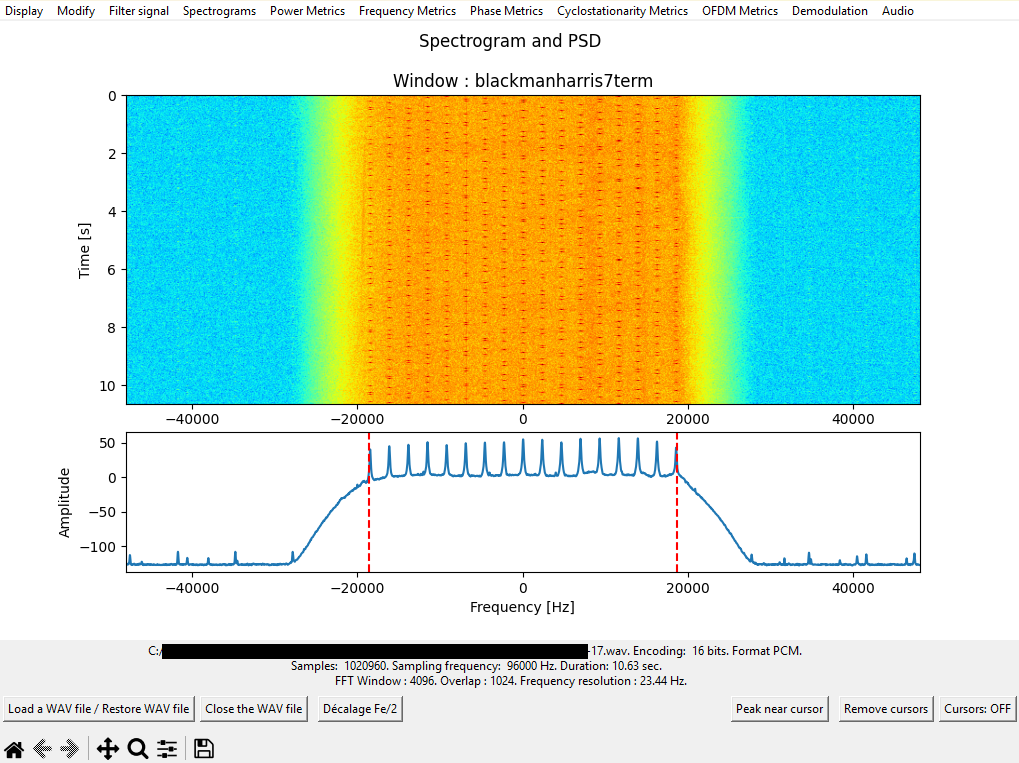 Display Modify Filter signal Spectrograms Power Metrics Frequency Metrics Phase Metrics Cyclostationarity Metrics OFDM Metrics Demodulation Audio
Spectrogram and PSD
Window : blackmanharris7term
0
2
4
6
8
10
Time [s]
−40000 −20000 0 20000 40000
50
0
−50
−100
Amplitude
−40000 −20000 0 20000 40000
Frequency [Hz]
C:/ -17.wav. Encoding: 16 bits. Format PCM.
Samples: 1020960. Sampling frequency: 96000 Hz. Duration: 10.63 sec.
FFT Window : 4096. Overlap : 1024. Frequency resolution : 23.44 Hz.
Load a WAV file / Restore WAV file Close the WAV file Décalage Fe/2 Peak near cursor Remove cursors Cursors: OFF